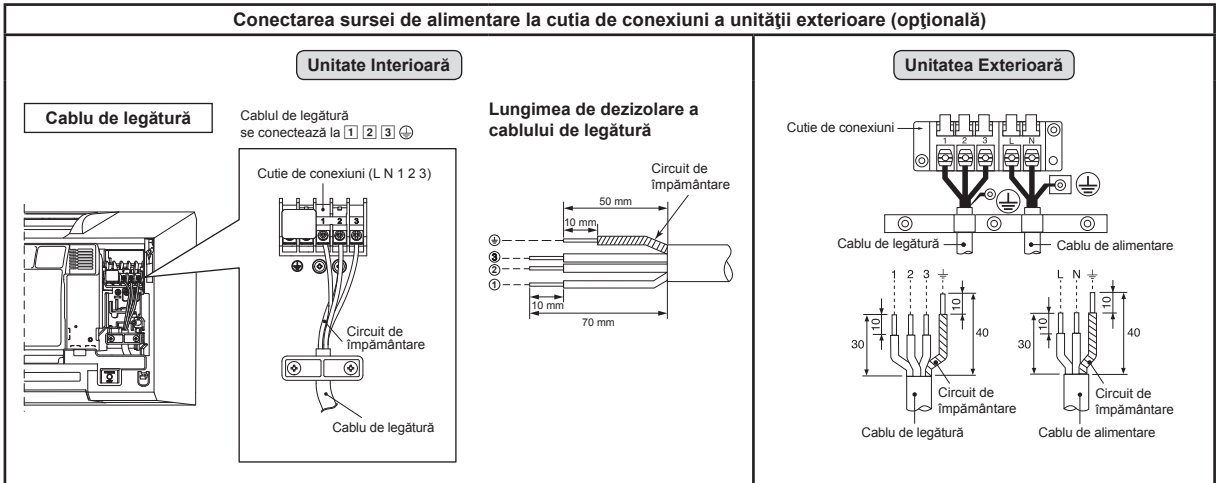 Conectarea sursei de alimentare la cutia de conexiuni a unităţii exterioare (opţională)
Unitate Interioară
Cablu de legătură
Cablul de legătură
se conectează la 1 2 3 ⏚
Cutie de conexiuni (L N 1 2 3)
1 2 3
Circuit de
împământare
Cablu de legătură
Lungimea de dezizolare a
cablului de legătură
Circuit de
împământare
50 mm
10 mm
③
②
①
10 mm
70 mm
Unitatea Exterioară
Cutie de conexiuni
1 2 3 L N
Cablu de legătură
Cablu de alimentare
1 2 3
10
30
10
40
Circuit de
împământare
Cablu de legătură
L N
10
30
10
40
Circuit de
împământare
Cablu de alimentare